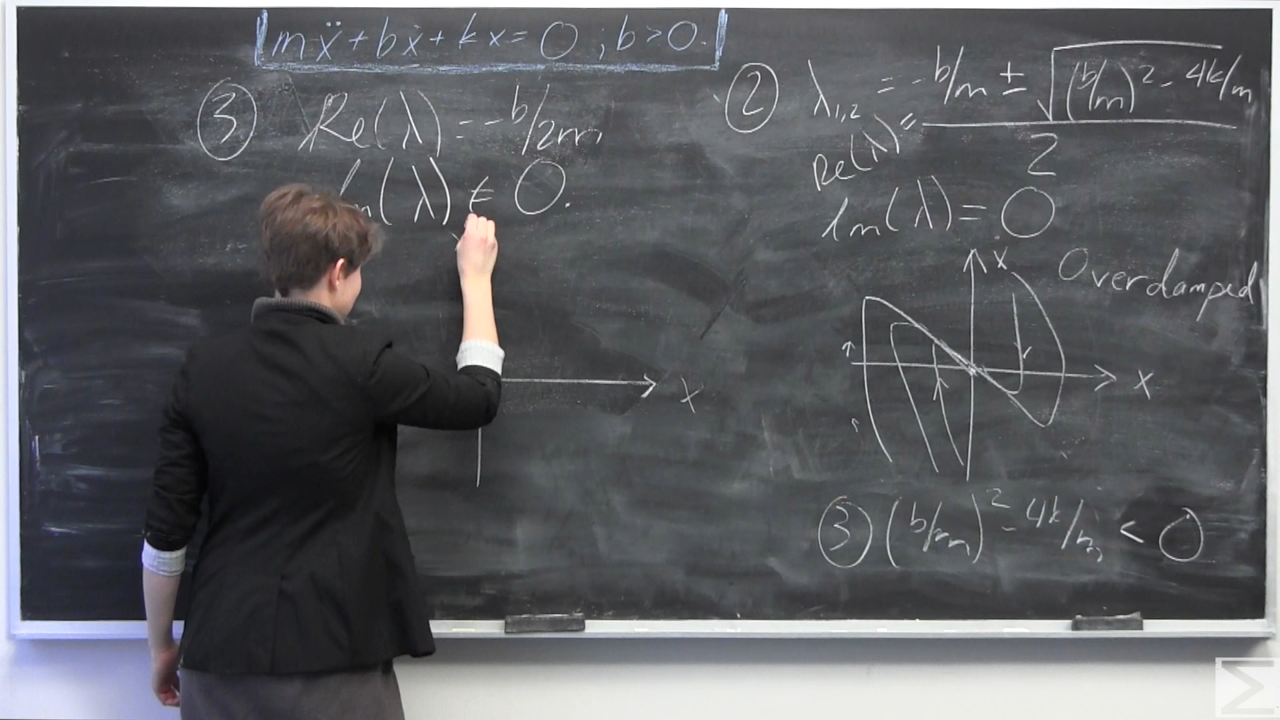 mẍ + bẋ + kx = 0 ; b > 0.
③ Re(λ) = -b/2m
Im(λ) ≠ 0.
x
② λ1,2 = -b/m ± √((b/m)² - 4k/m)
2
Re(λ) =
Im(λ) = 0
Overdamped
ẋ
x
③ (b/m)² - 4k/m < 0